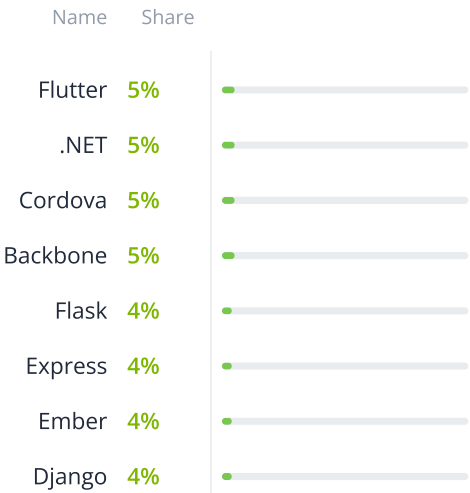 Name Share
Flutter 5%
.NET 5%
Cordova 5%
Backbone 5%
Flask 4%
Express 4%
Ember 4%
Django 4%